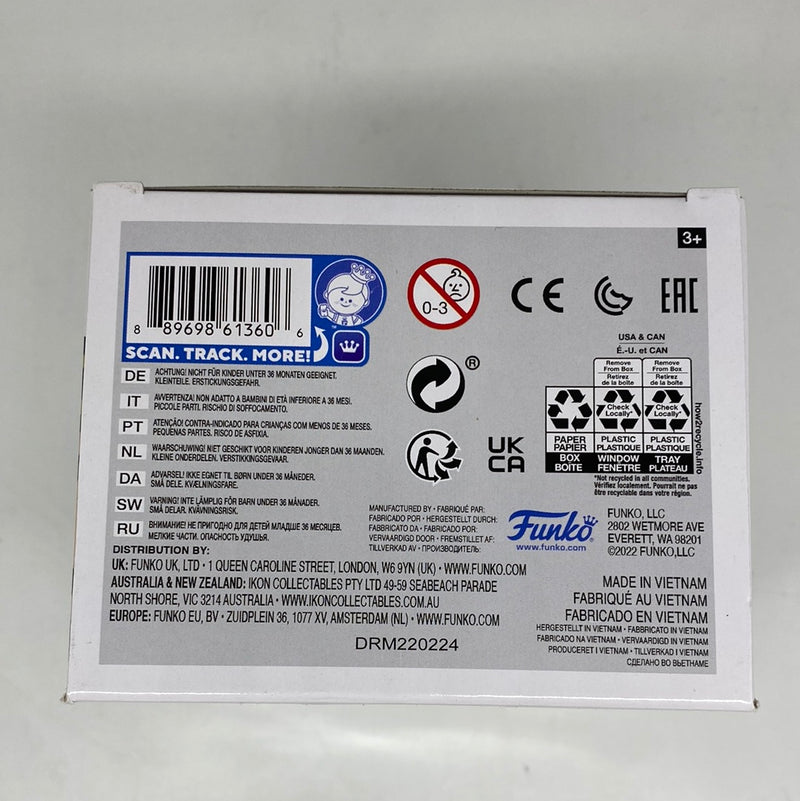 3+
8 89698 61360 6
SCAN. TRACK. MORE!
0-3
CE
EAC
®
UK
CA
USA & CAN
É.-U. et CAN
Remove
From Box
Retirez
de la boîte
Remove
From Box
Retirez
de la boîte
Check
Locally*
Check
Locally*
PAPER
PAPIER
PLASTIC
PLASTIQUE
PLASTIC
PLASTIQUE
BOX
BOÎTE
WINDOW
FENÊTRE
TRAY
PLATEAU
how2recycle.info
*Not recycled in all communities.
Vérifiez localement. Pourrait ne pas
être recyclable dans votre région.
DE ACHTUNG! NICHT FÜR KINDER UNTER 36 MONATEN GEEIGNET.
KLEINTEILE. ERSTICKUNGSGEFAHR.
IT AVVERTENZA! NON ADATTO A BAMBINI DI ETÀ INFERIORE A 36 MESI.
PICCOLE PARTI. RISCHIO DI SOFFOCAMENTO.
PT ATENÇÃO! CONTRA-INDICADO PARA CRIANÇAS COM MENOS DE 36 MESES.
PEQUENAS PARTES. RISCO DE ASFIXIA.
NL WAARSCHUWING! NIET GESCHIKT VOOR KINDEREN JONGER DAN 36 MAANDEN.
KLEINE ONDERDELEN. VERSTIKKINGSGEVAAR.
DA ADVARSEL! IKKE EGNET TIL BØRN UNDER 36 MÅNEDER.
SMÅ DELE. KVÆLNINGSFARE.
SW VARNING! INTE LÄMPLIG FÖR BARN UNDER 36 MÅNADER.
SMÅ DELAR. KVÄVNINGSRISK.
RU ВНИМАНИЕ! НЕ ПРИГОДНО ДЛЯ ДЕТЕЙ МЛАДШЕ 36 МЕСЯЦЕВ.
МЕЛКИЕ ЧАСТИ. ОПАСНОСТЬ УДУШЬЯ.
MANUFACTURED BY • FABRIQUÉ PAR:
FABRICADO POR • HERGESTELLT DURCH:
FABBRICATO DA • FABRICADO POR:
VERVAARDIGD DOOR • FREMSTILLET AF:
TILLVERKAD AV • ПРОИЗВОДИТЕЛЬ:
Funko
www.funko.com
FUNKO, LLC
2802 WETMORE AVE
EVERETT, WA 98201
©2022 FUNKO,LLC
DISTRIBUTION BY:
UK: FUNKO UK, LTD • 1 QUEEN CAROLINE STREET, LONDON, W6 9YN (UK) • WWW.FUNKO.COM
AUSTRALIA & NEW ZEALAND: IKON COLLECTABLES PTY LTD 49-59 SEABEACH PARADE
NORTH SHORE, VIC 3214 AUSTRALIA • WWW.IKONCOLLECTABLES.COM.AU
EUROPE: FUNKO EU, BV • ZUIDPLEIN 36, 1077 XV, AMSTERDAM (NL) • WWW.FUNKO.COM
DRM220224
MADE IN VIETNAM
FABRIQUÉ AU VIETNAM
FABRICADO EN VIETNAM
HERGESTELLT IN VIETNAM • FABBRICATO IN VIETNAM
FABRICADO NA VIETNAM • VERVAARDIGD IN VIETNAM
PRODUCERET I VIETNAM • TILLVERKAD I VIETNAM
СДЕЛАНО ВО ВЬЕТНАМЕ